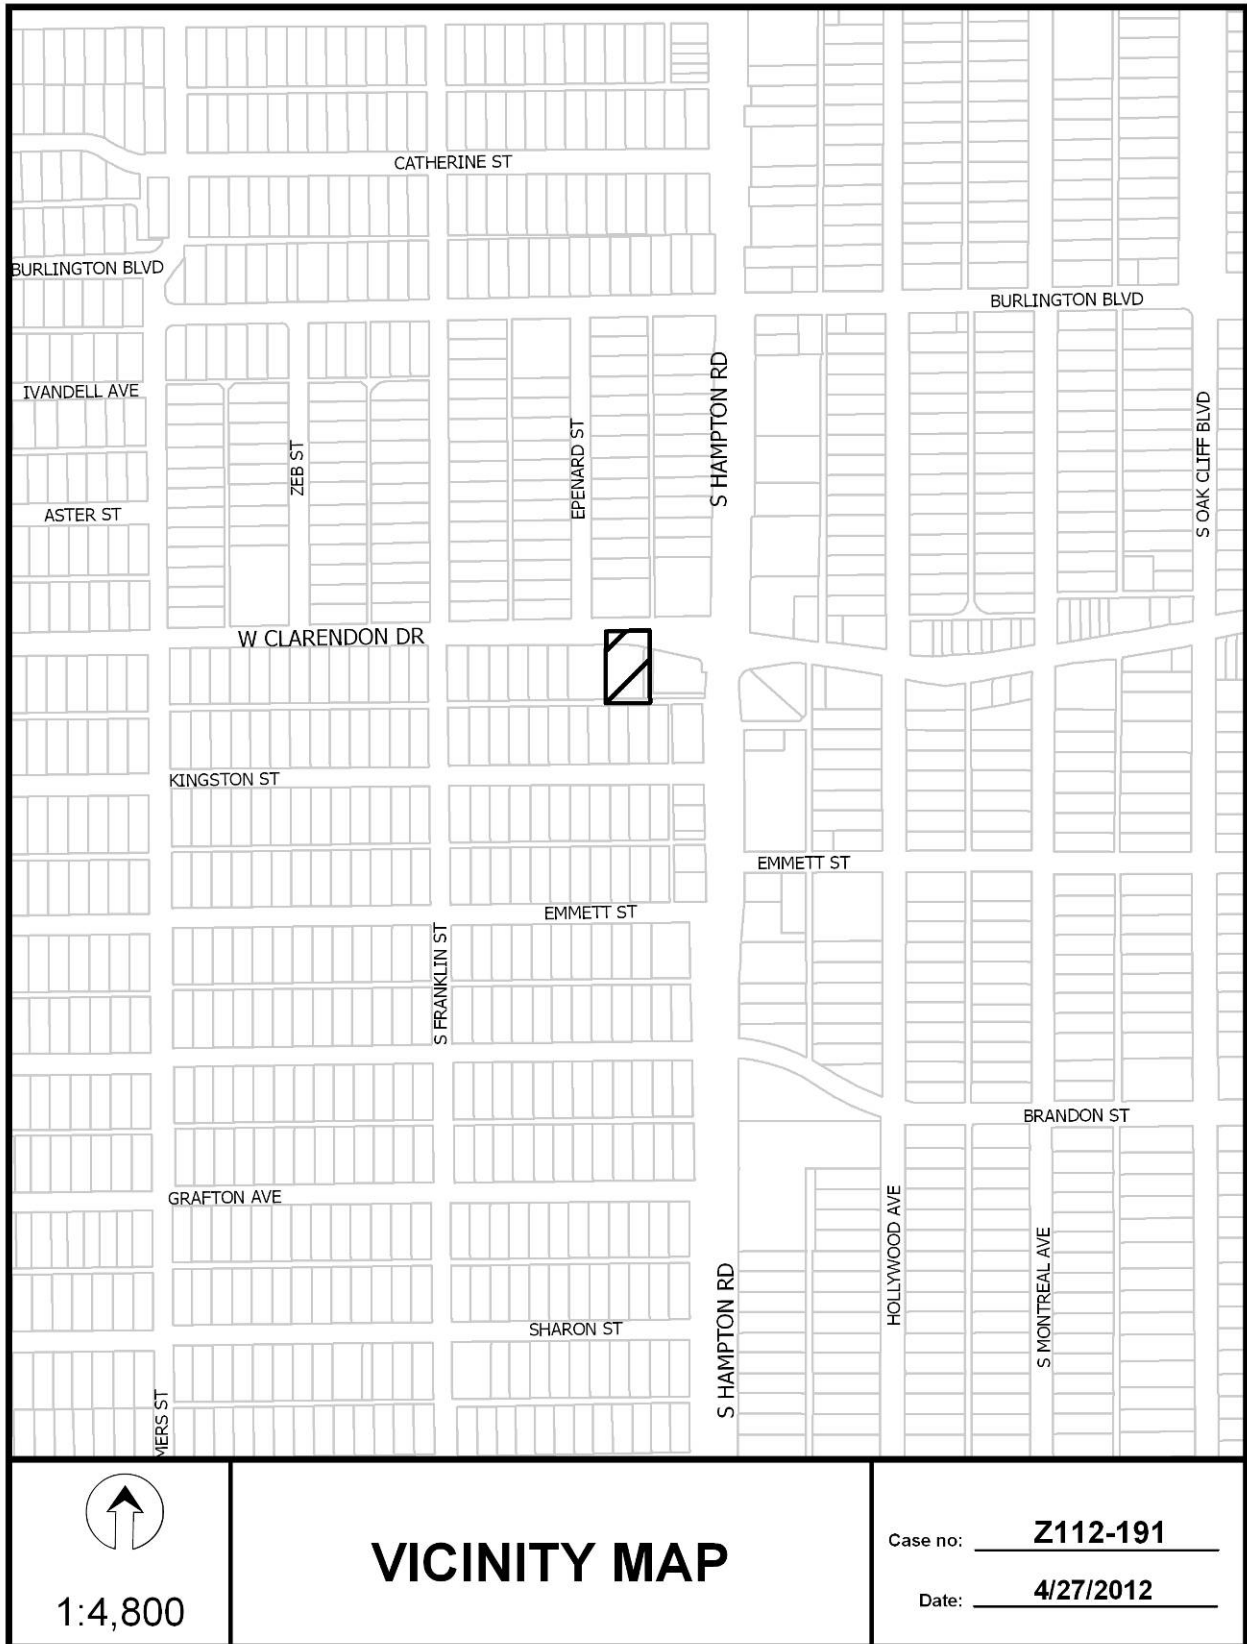 CATHERINE ST
BURLINGTON BLVD
BURLINGTON BLVD
IVANDELL AVE
S HAMPTON RD
S OAK CLIFF BLVD
ZEB ST
EPENARD ST
ASTER ST
W CLARENDON DR
KINGSTON ST
EMMETT ST
EMMETT ST
S FRANKLIN ST
BRANDON ST
GRAFTON AVE
HOLLYWOOD AVE
S MONTREAL AVE
S HAMPTON RD
SHARON ST
MERS ST
1:4,800
VICINITY MAP
Case no: Z112-191
Date: 4/27/2012